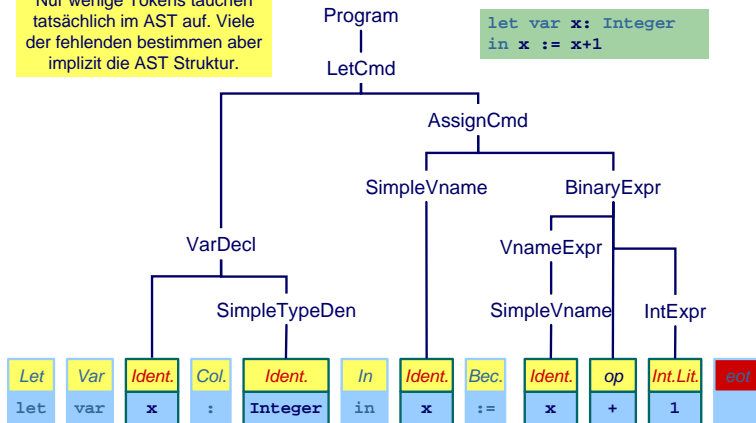 Nur wenige Tokens tauchen
tatsächlich im AST auf. Viele
der fehlenden bestimmen aber
implizit die AST Struktur.
let var x: Integer
in x := x+1
Program
LetCmd
AssignCmd
SimpleVname BinaryExpr
VarDecl VnameExpr
SimpleTypeDen SimpleVname IntExpr
Let Var Ident. Col. Ident. In Ident. Bec. Ident. op Int.Lit. eot
let var x : Integer in x := x + 1